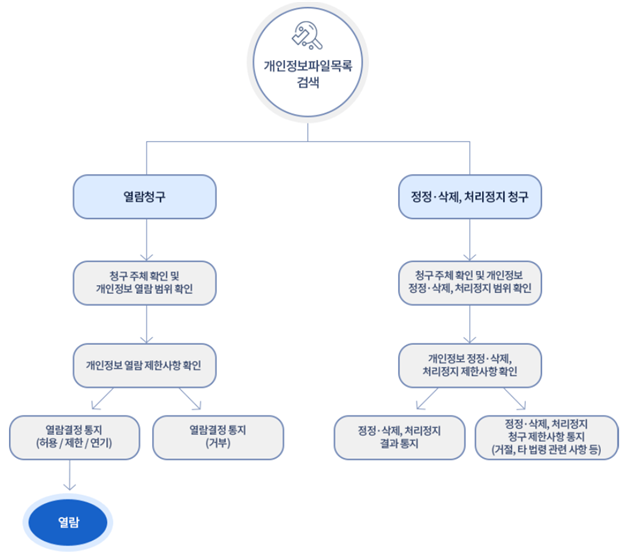 개인정보파일목록
검색
열람청구
정정·삭제, 처리정지 청구
청구 주체 확인 및
개인정보 열람 범위 확인
청구 주체 확인 및 개인정보
정정·삭제, 처리정지 범위 확인
개인정보 열람 제한사항 확인
개인정보 정정·삭제,
처리정지 제한사항 확인
열람결정 통지
(허용 / 제한 / 연기)
열람결정 통지
(거부)
정정·삭제, 처리정지
결과 통지
정정·삭제, 처리정지
청구 제한사항 통지
(거절, 타 법령 관련 사항 등)
열람